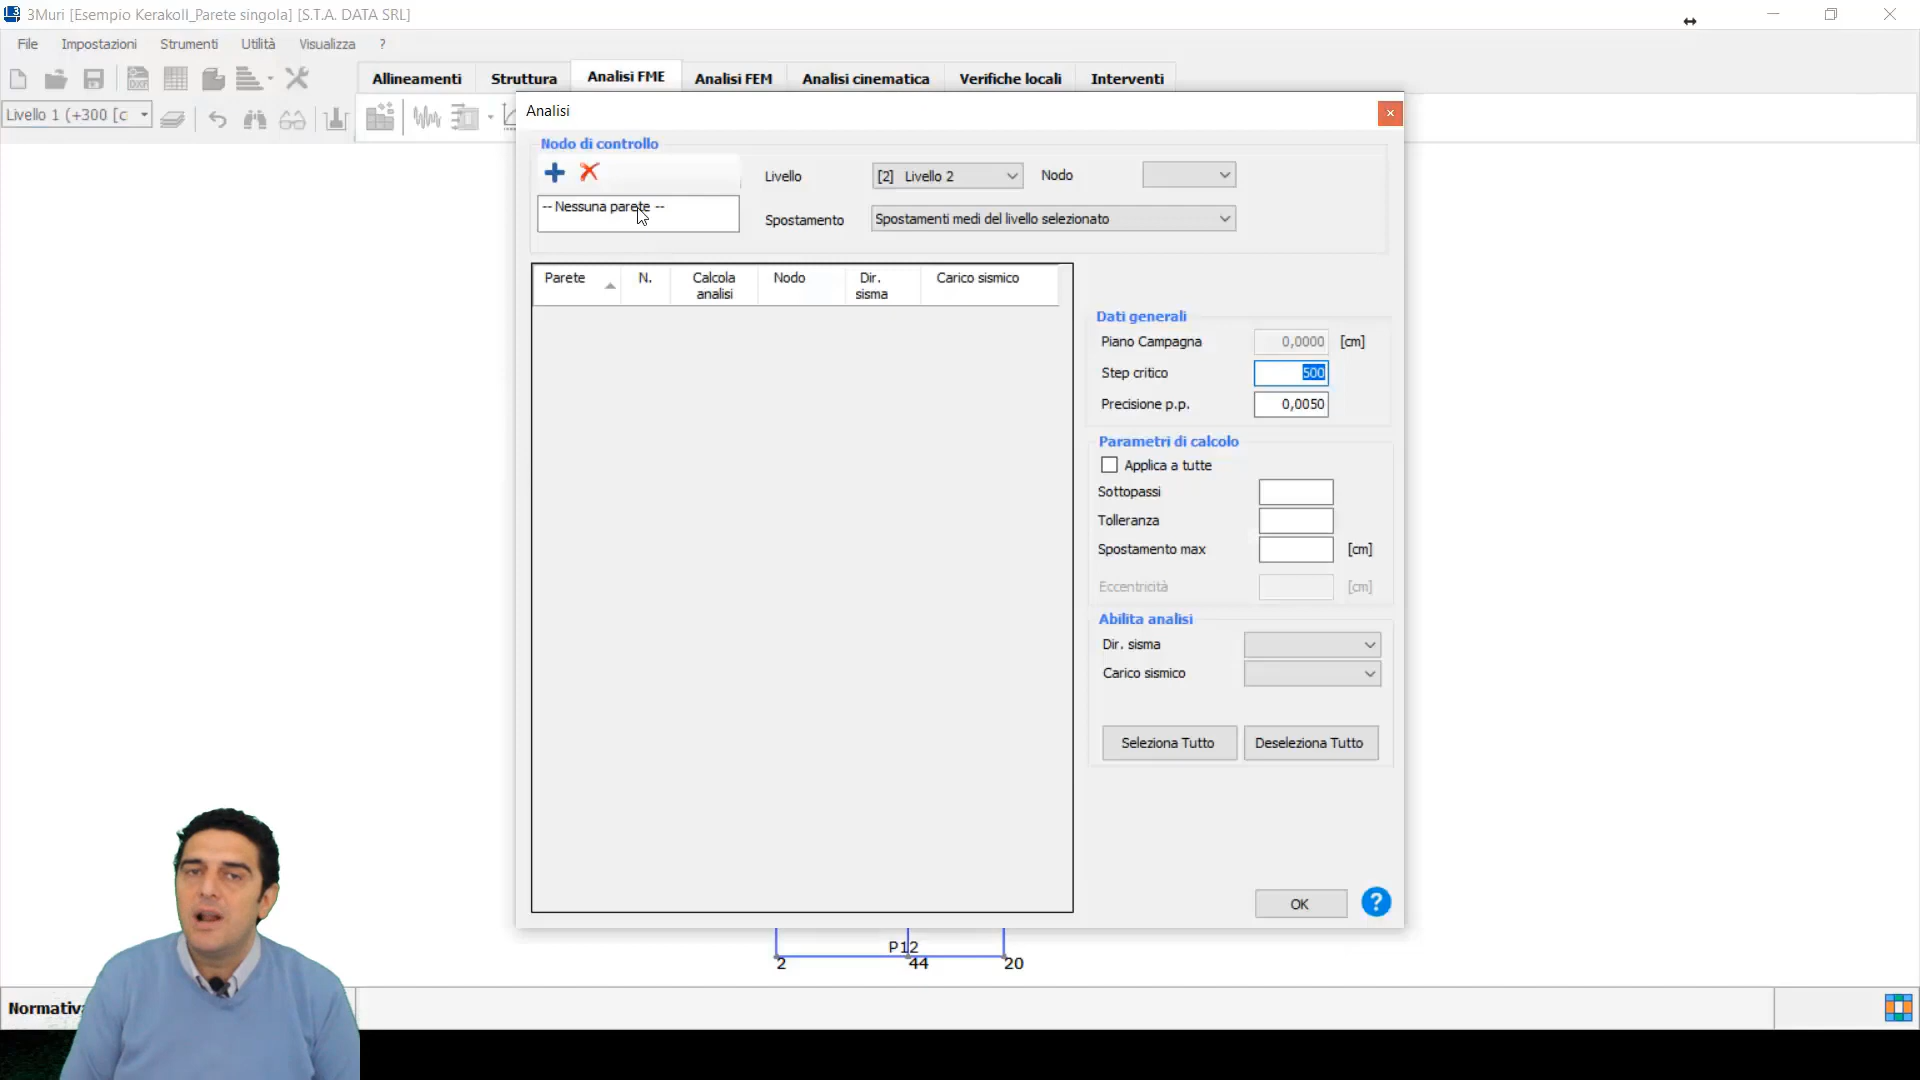 3Muri [Esempio Kerakoll_Parete singola] [S.T.A. DATA SRL]
File Impostazioni Strumenti Utilità Visualizza ?
Allineamenti Struttura Analisi FME Analisi FEM Analisi cinematica Verifiche locali Interventi
Livello 1 (+300 [c
Analisi
Nodo di controllo
-- Nessuna parete --
Livello [2] Livello 2 Nodo
Spostamento Spostamenti medi del livello selezionato
Parete N. Calcola analisi Nodo Dir. sisma Carico sismico
Dati generali
Piano Campagna 0,0000 [cm]
Step critico 500
Precisione p.p. 0,0050
Parametri di calcolo
Applica a tutte
Sottopassi
Tolleranza
Spostamento max [cm]
Eccentricità [cm]
Abilita analisi
Dir. sisma
Carico sismico
Seleziona Tutto Deseleziona Tutto
OK ?
P12
2 44 20
Normativ